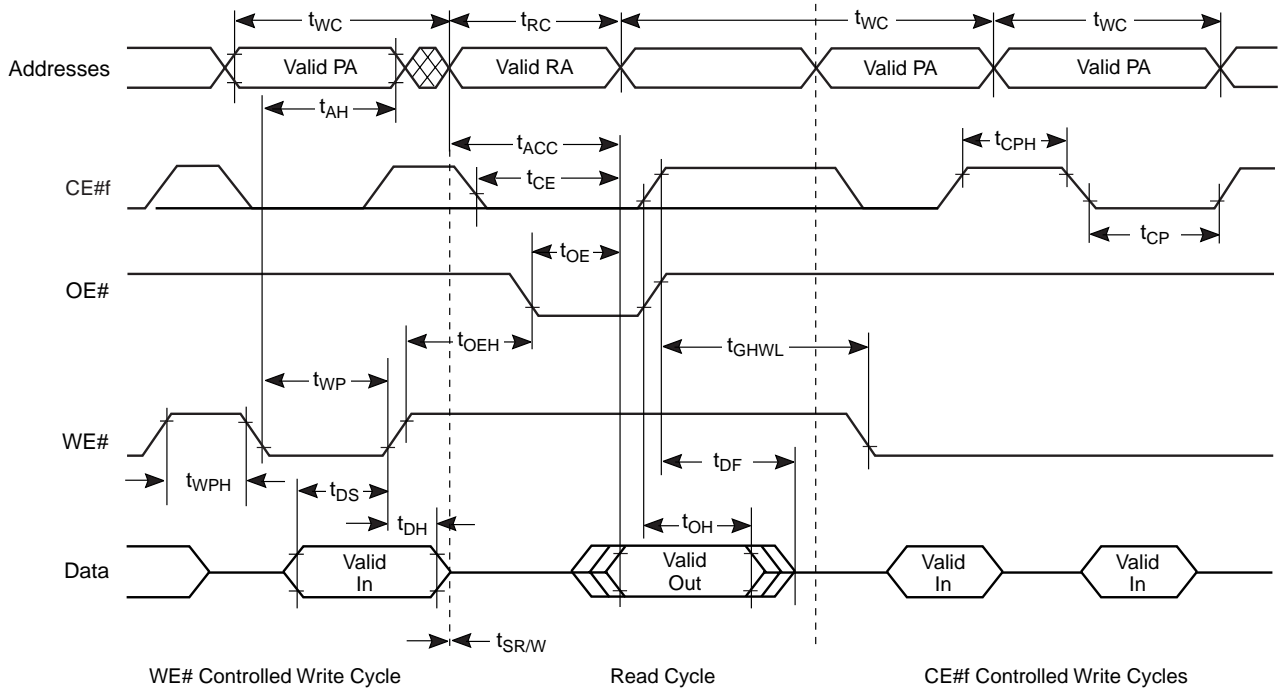 tWC tRC tWC tWC
Addresses Valid PA Valid RA Valid PA Valid PA
tAH
tACC tCPH
CE#f tCE
tCP
tOE
OE#
tOEH tGHWL
tWP
WE#
tDF
tWPH tDS
tDH tOH
Data Valid In Valid Out Valid In Valid In
tSR/W
WE# Controlled Write Cycle Read Cycle CE#f Controlled Write Cycles